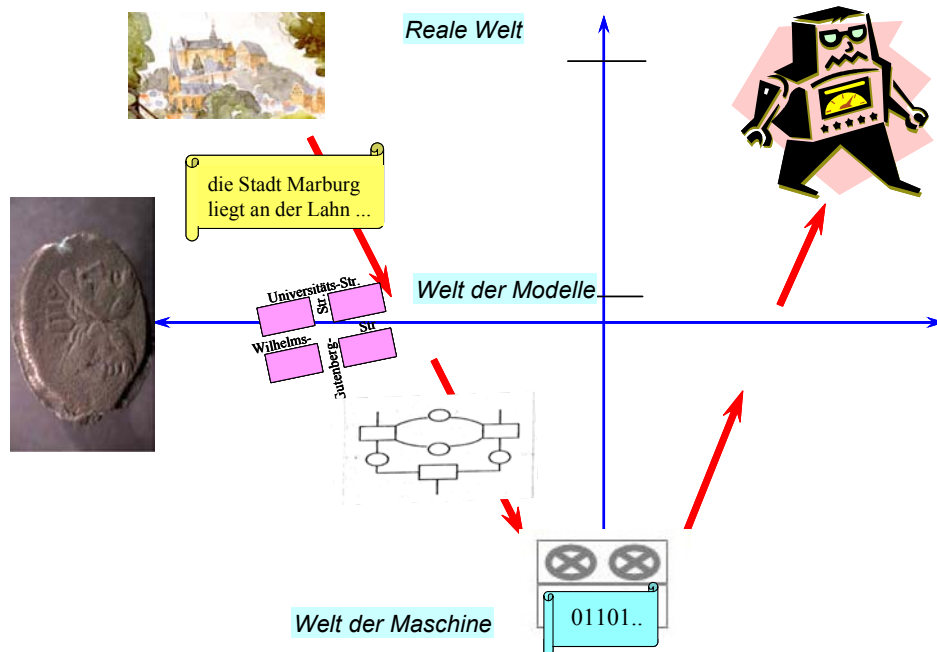 Reale Welt
die Stadt Marburg
liegt an der Lahn ...
Welt der Modelle
Universitäts-Str.
Str.
Wilhelms-
Str
Gutenberg-
01101..
Welt der Maschine